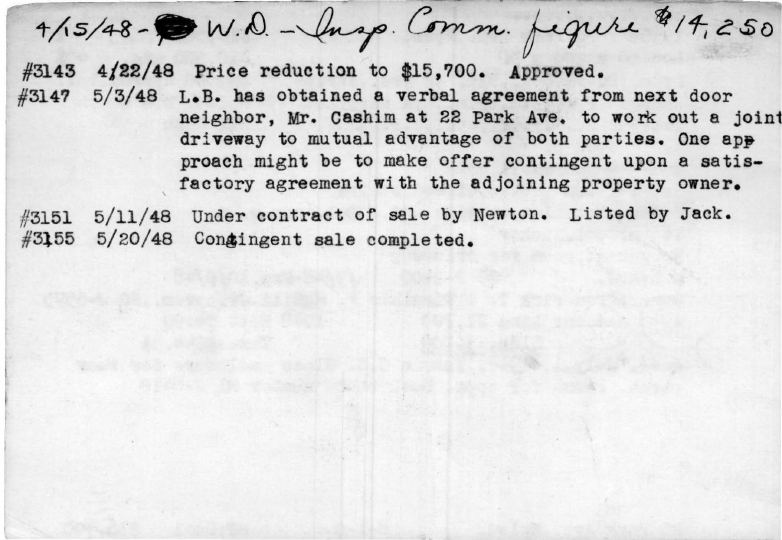 4/15/48 - W.D. - Insp. Comm. figure $14,250
#3143 4/22/48 Price reduction to $15,700. Approved.
#3147 5/3/48 L.B. has obtained a verbal agreement from next door
neighbor, Mr. Cashim at 22 Park Ave. to work out a joint
driveway to mutual advantage of both parties. One app
proach might be to make offer contingent upon a satis-
factory agreement with the adjoining property owner.
#3151 5/11/48 Under contract of sale by Newton. Listed by Jack.
#3155 5/20/48 Contingent sale completed.